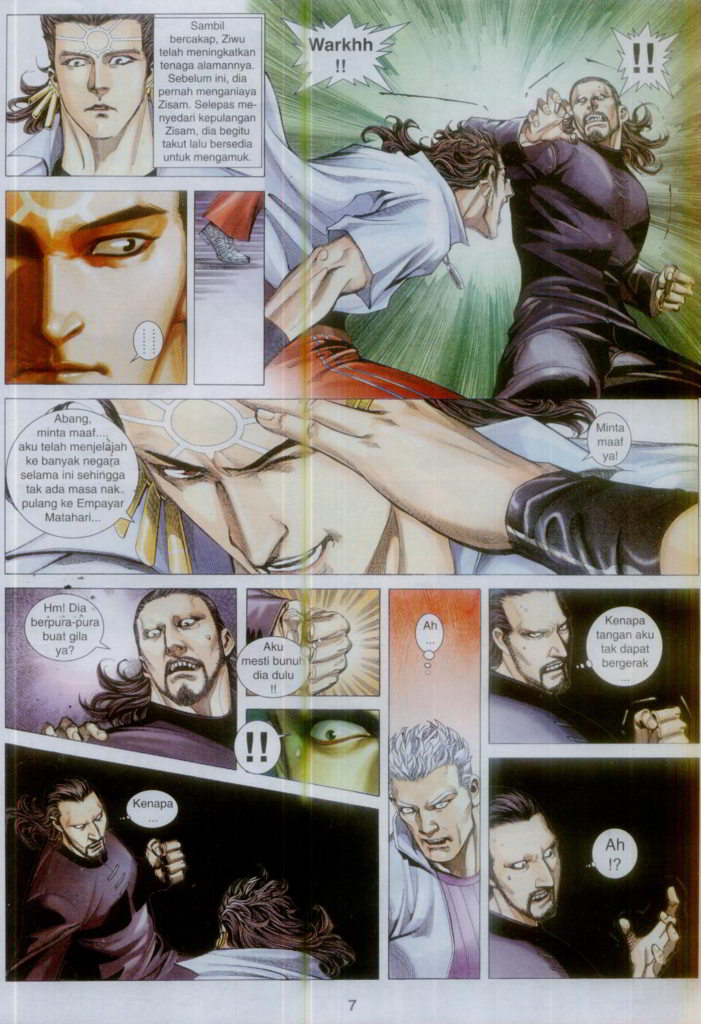 Sambil
bercakap, Ziwu
telah meningkatkan
tenaga alamannya.
Sebelum ini, dia
pernah menganiaya
Zisam. Selepas me-
nyedari kepulangan
Zisam, dia begitu
takut lalu bersedia
untuk mengamuk.
Warkhh
!!
!!
..........
Abang,
minta maaf....
aku telah menjelajah
ke banyak negara
selama ini sehingga
tak ada masa nak
pulang ke Empayar
Matahari...
Minta
maaf
ya!
Hm! Dia
berpura-pura
buat gila
ya?
Aku
mesti bunuh
dia dulu
!!
!!
Ah
...
Kenapa
tangan aku
tak dapat
bergerak
...
Kenapa
...
Ah
!?
7